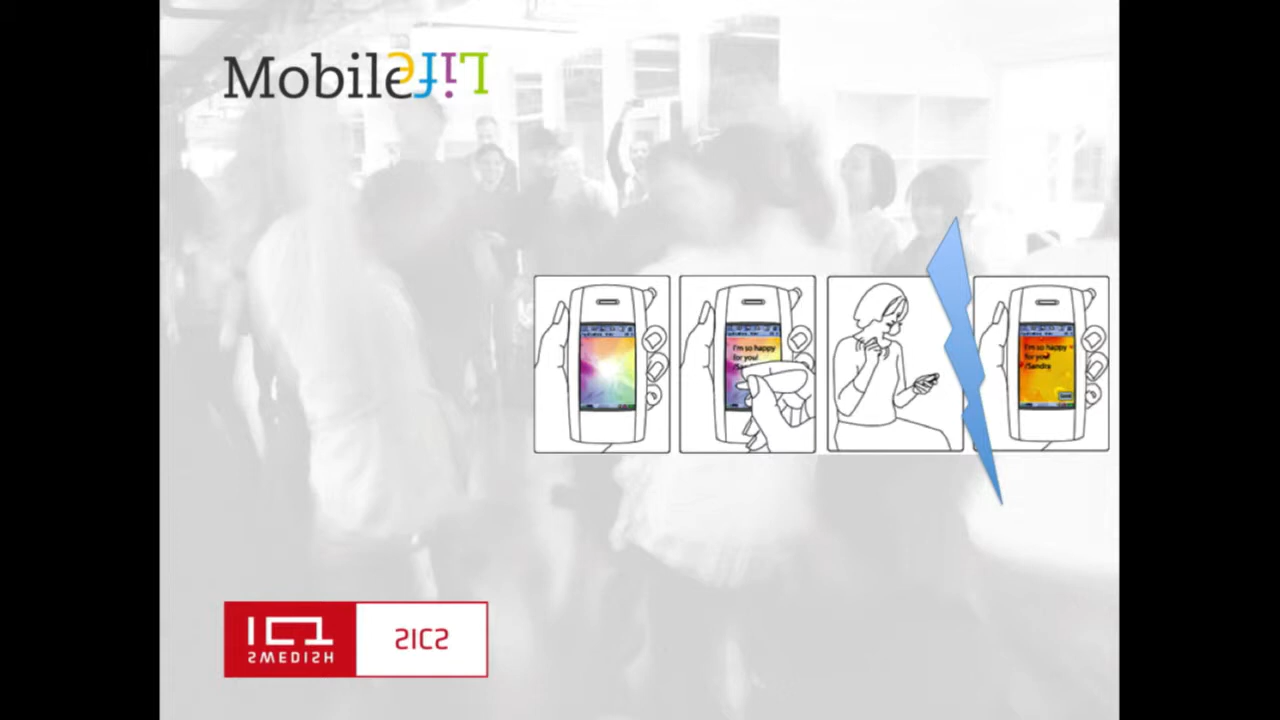 MobileLife
I'm so happy
for you!
I'm so happy
for you!
/Sandra
SWEDISH
ICT
SICS